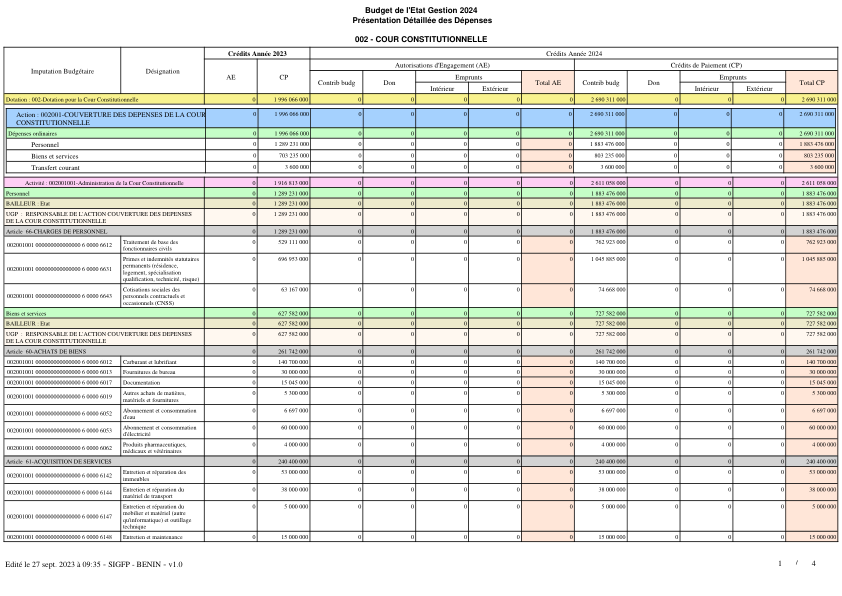 Budget de l'Etat Gestion 2024
Présentation Détaillée des Dépenses
002 - COUR CONSTITUTIONNELLE
Imputation Budgétaire Désignation Crédits Année 2023 Crédits Année 2024
AE CP Autorisations d'Engagement (AE) Crédits de Paiement (CP)
Contrib budg Don Emprunts Total AE Contrib budg Don Emprunts Total CP
Intérieur Extérieur Intérieur Extérieur
Dotation : 002-Dotation pour la Cour Constitutionnelle 0 1 996 066 000 0 0 0 0 0 2 690 311 000 0 0 0 2 690 311 000
Action : 002001-COUVERTURE DES DEPENSES DE LA COUR 0 1 996 066 000 0 0 0 0 0 2 690 311 000 0 0 0 2 690 311 000
CONSTITUTIONNELLE
Dépenses ordinaires 0 1 996 066 000 0 0 0 0 0 2 690 311 000 0 0 0 2 690 311 000
Personnel 0 1 289 231 000 0 0 0 0 0 1 883 476 000 0 0 0 1 883 476 000
Biens et services 0 703 235 000 0 0 0 0 0 803 235 000 0 0 0 803 235 000
Transfert courant 0 3 600 000 0 0 0 0 0 3 600 000 0 0 0 3 600 000
Activité : 002001001-Administration de la Cour Constitutionnelle 0 1 916 813 000 0 0 0 0 0 2 611 058 000 0 0 0 2 611 058 000
Personnel 0 1 289 231 000 0 0 0 0 0 1 883 476 000 0 0 0 1 883 476 000
BAILLEUR : Etat 0 1 289 231 000 0 0 0 0 0 1 883 476 000 0 0 0 1 883 476 000
UGP : RESPONSABLE DE L'ACTION COUVERTURE DES DEPENSES 0 1 289 231 000 0 0 0 0 0 1 883 476 000 0 0 0 1 883 476 000
DE LA COUR CONSTITUTIONNELLE
Article 66-CHARGES DE PERSONNEL 0 1 289 231 000 0 0 0 0 0 1 883 476 000 0 0 0 1 883 476 000
002001001 0000000000000000 6 0000 6612 Traitement de base des 0 529 111 000 0 0 0 0 0 762 923 000 0 0 0 762 923 000
fonctionnaires civils
002001001 0000000000000000 6 0000 6631 Primes et indemnités statutaires 0 696 953 000 0 0 0 0 0 1 045 885 000 0 0 0 1 045 885 000
permanents (résidence,
logement, spécialisation
qualification, technicité, risque)
002001001 0000000000000000 6 0000 6643 Cotisations sociales des 0 63 167 000 0 0 0 0 0 74 668 000 0 0 0 74 668 000
personnels contractuels et
occasionnels (CNSS)
Biens et services 0 627 582 000 0 0 0 0 0 727 582 000 0 0 0 727 582 000
BAILLEUR : Etat 0 627 582 000 0 0 0 0 0 727 582 000 0 0 0 727 582 000
UGP : RESPONSABLE DE L'ACTION COUVERTURE DES DEPENSES 0 627 582 000 0 0 0 0 0 727 582 000 0 0 0 727 582 000
DE LA COUR CONSTITUTIONNELLE
Article 60-ACHATS DE BIENS 0 261 742 000 0 0 0 0 0 261 742 000 0 0 0 261 742 000
002001001 0000000000000000 6 0000 6012 Carburant et lubrifiant 0 140 700 000 0 0 0 0 0 140 700 000 0 0 0 140 700 000
002001001 0000000000000000 6 0000 6013 Fournitures de bureau 0 30 000 000 0 0 0 0 0 30 000 000 0 0 0 30 000 000
002001001 0000000000000000 6 0000 6017 Documentation 0 15 045 000 0 0 0 0 0 15 045 000 0 0 0 15 045 000
002001001 0000000000000000 6 0000 6019 Autres achats de matières, 0 5 300 000 0 0 0 0 0 5 300 000 0 0 0 5 300 000
matériels et fournitures
002001001 0000000000000000 6 0000 6052 Abonnement et consommation 0 6 697 000 0 0 0 0 0 6 697 000 0 0 0 6 697 000
d'eau
002001001 0000000000000000 6 0000 6053 Abonnement et consommation 0 60 000 000 0 0 0 0 0 60 000 000 0 0 0 60 000 000
d'électricité
002001001 0000000000000000 6 0000 6062 Produits pharmaceutiques, 0 4 000 000 0 0 0 0 0 4 000 000 0 0 0 4 000 000
médicaux et vétérinaires
Article 61-ACQUISITION DE SERVICES 0 240 400 000 0 0 0 0 0 240 400 000 0 0 0 240 400 000
002001001 0000000000000000 6 0000 6142 Entretien et réparation des 0 53 000 000 0 0 0 0 0 53 000 000 0 0 0 53 000 000
immeubles
002001001 0000000000000000 6 0000 6144 Entretien et réparation du 0 38 000 000 0 0 0 0 0 38 000 000 0 0 0 38 000 000
matériel de transport
002001001 0000000000000000 6 0000 6147 Entretien et réparation du 0 5 000 000 0 0 0 0 0 5 000 000 0 0 0 5 000 000
mobilier et matériel (autre
qu'informatique) et outillage
technique
002001001 0000000000000000 6 0000 6148 Entretien et maintenance 0 15 000 000 0 0 0 0 0 15 000 000 0 0 0 15 000 000
Edité le 27 sept. 2023 à 09:35 - SIGFP - BENIN - v1.0 1 / 4